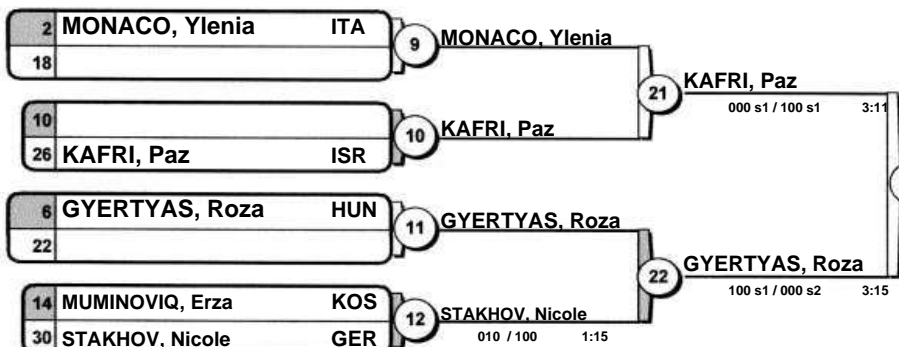 2 MONACO, Ylenia ITA
18
9 MONACO, Ylenia
10
26 KAFRI, Paz ISR
10 KAFRI, Paz
21 KAFRI, Paz
000 s1 / 100 s1 3:11
6 GYERTYAS, Roza HUN
22
11 GYERTYAS, Roza
14 MUMINOVIQ, Erza KOS
30 STAKHOV, Nicole GER
12 STAKHOV, Nicole
010 / 100 1:15
22 GYERTYAS, Roza
100 s1 / 000 s2 3:15